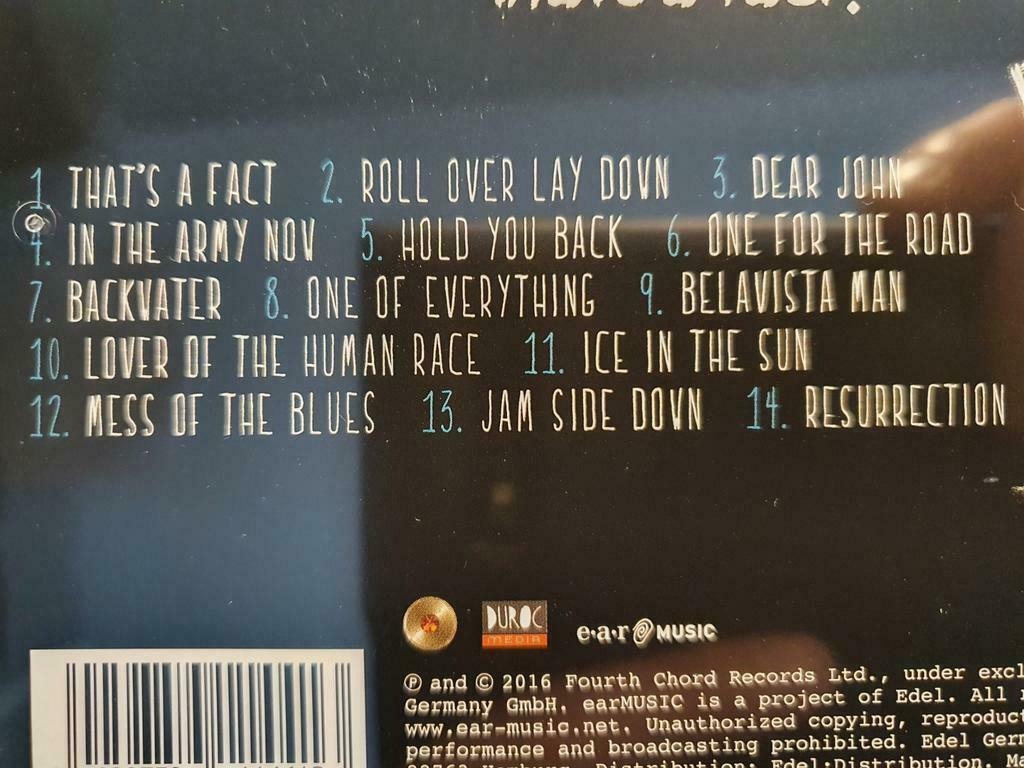 1. THAT'S A FACT 2. ROLL OVER LAY DOWN 3. DEAR JOHN
4. IN THE ARMY NOW 5. HOLD YOU BACK 6. ONE FOR THE ROAD
7. BACKWATER 8. ONE OF EVERYTHING 9. BELAVISTA MAN
10. LOVER OF THE HUMAN RACE 11. ICE IN THE SUN
12. MESS OF THE BLUES 13. JAM SIDE DOWN 14. RESURRECTION
DUROC
MEDIA
e·a·r MUSIC
℗ and © 2016 Fourth Chord Records Ltd., under
Germany GmbH. earMUSIC is a project of Edel. All
www.ear-music.net. Unauthorized copying,
performance and broadcasting prohibited. Edel
Distribution: Edel:Distribution.